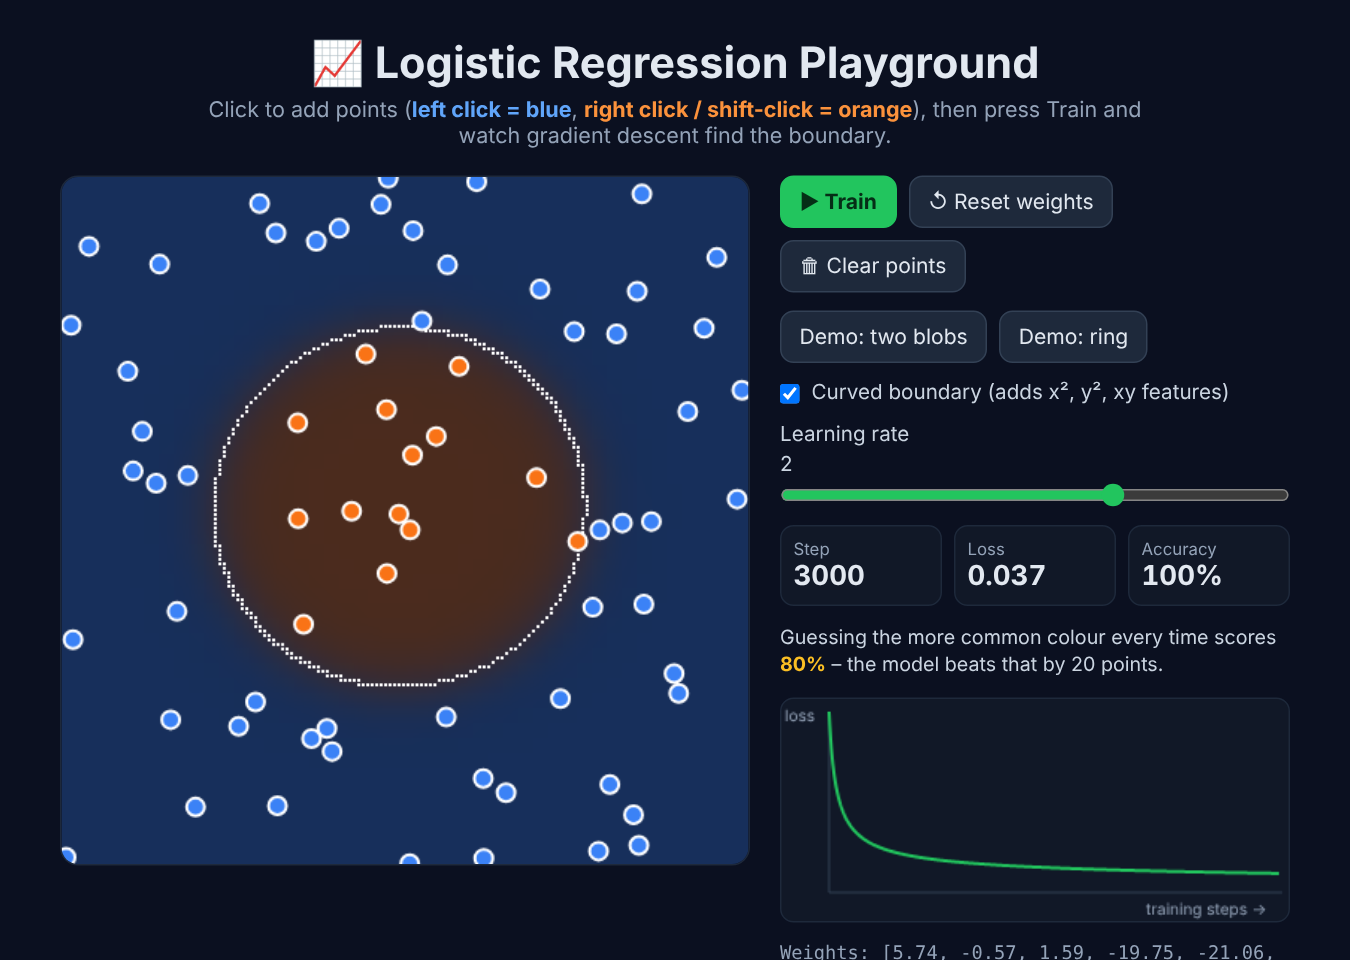 📈 Logistic Regression Playground
Click to add points (left click = blue, right click / shift-click = orange), then press Train and
watch gradient descent find the boundary.
▶ Train
↺ Reset weights
🗑 Clear points
Demo: two blobs
Demo: ring
Curved boundary (adds x², y², xy features)
Learning rate
2
Step
3000
Loss
0.037
Accuracy
100%
Guessing the more common colour every time scores
80% – the model beats that by 20 points.
loss
training steps →
Weights: [5.74, -0.57, 1.59, -19.75, -21.06,